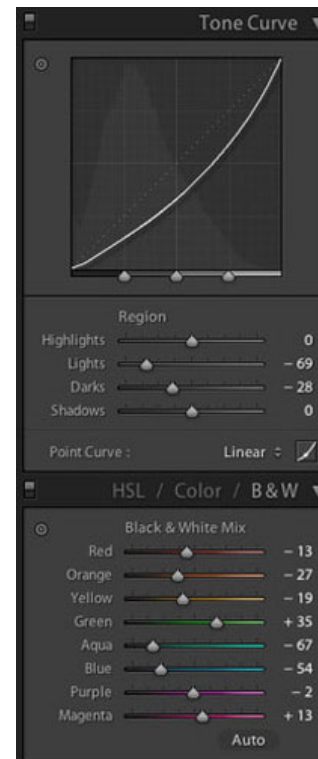 Tone Curve
Region
Highlights 0
Lights – 69
Darks – 28
Shadows 0
Point Curve : Linear
HSL / Color / B&W
Black & White Mix
Red – 13
Orange – 27
Yellow – 19
Green + 35
Aqua – 67
Blue – 54
Purple – 2
Magenta + 13
Auto